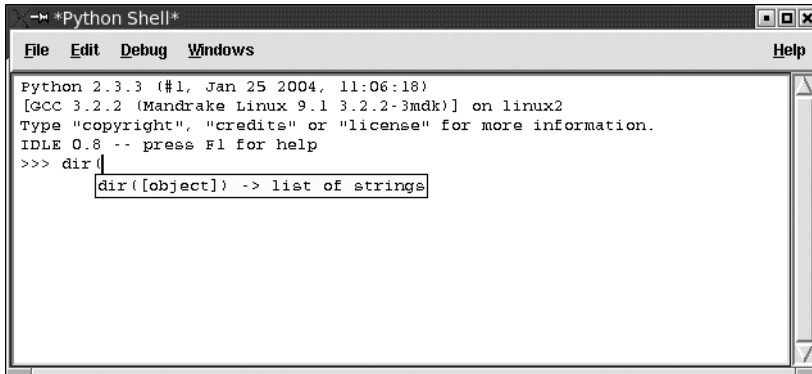 *Python Shell*
File Edit Debug Windows Help
Python 2.3.3 (#1, Jan 25 2004, 11:06:18)
[GCC 3.2.2 (Mandrake Linux 9.1 3.2.2-3mdk)] on linux2
Type "copyright", "credits" or "license" for more information.
IDLE 0.8 -- press F1 for help
>>> dir(
dir([object]) -> list of strings